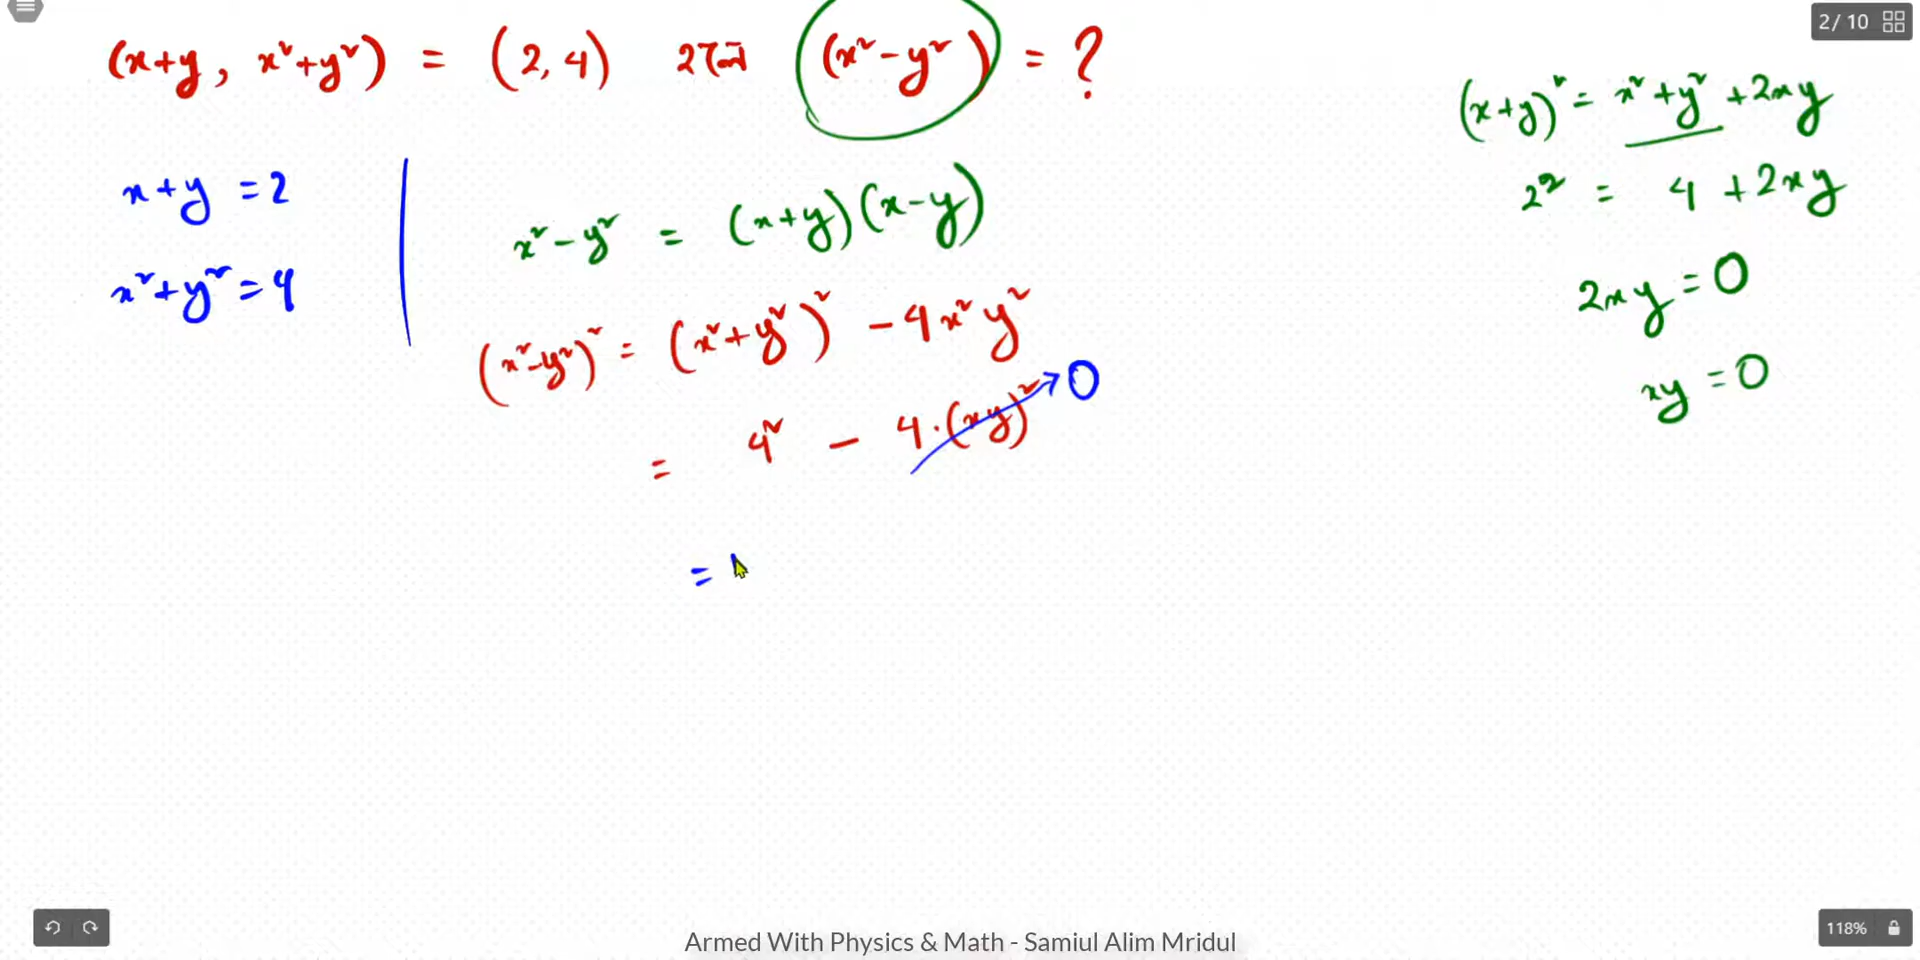 2/10
(x+y, x²+y²) = (2,4) হলে (x²-y²) = ?
x+y = 2
x²+y² = 4
x²-y² = (x+y)(x-y)
(x²-y²)² = (x²+y²)² - 4x²y²
= 4² - 4·(xy)² → 0
=
(x+y)² = x²+y² +2xy
2² = 4 +2xy
2xy = 0
xy = 0
118%
Armed With Physics & Math - Samiul Alim Mridul